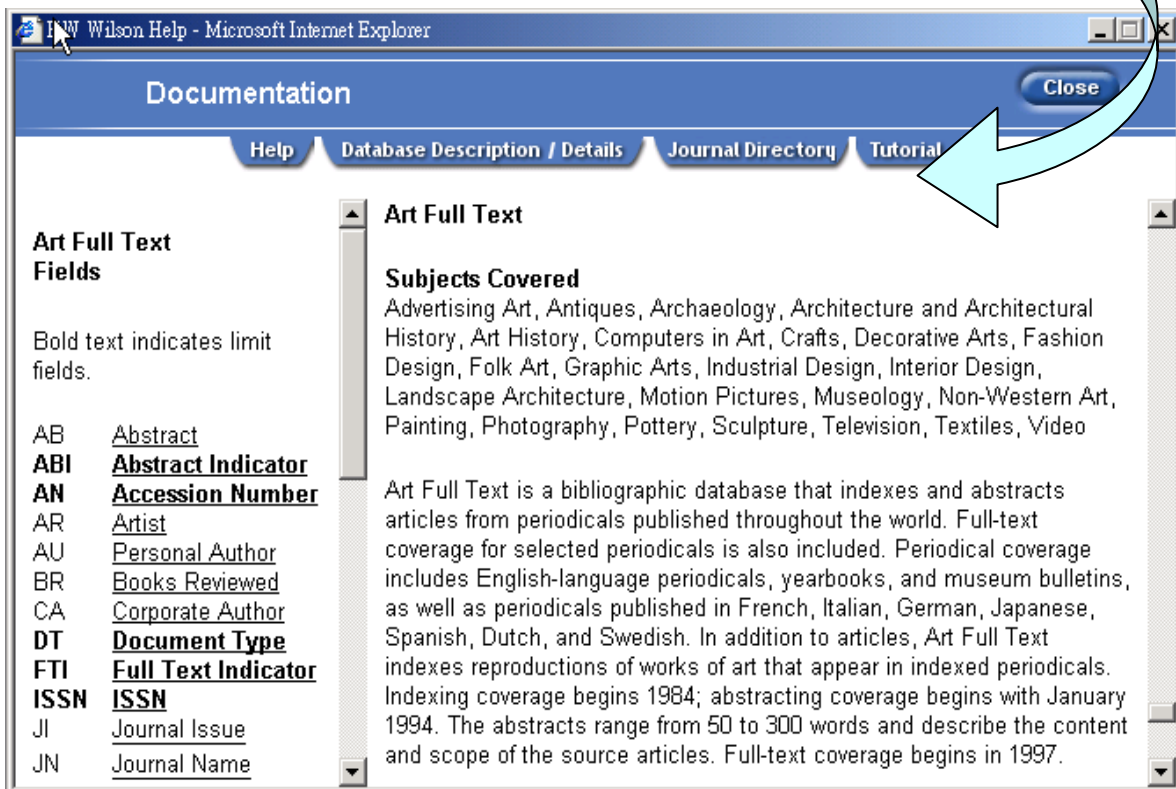 Wilson Help - Microsoft Internet Explorer
Documentation
Close
Help
Database Description / Details
Journal Directory
Tutorial
Art Full Text
Fields
Bold text indicates limit
fields.
AB Abstract
ABI Abstract Indicator
AN Accession Number
AR Artist
AU Personal Author
BR Books Reviewed
CA Corporate Author
DT Document Type
FTI Full Text Indicator
ISSN ISSN
JI Journal Issue
JN Journal Name
Art Full Text
Subjects Covered
Advertising Art, Antiques, Archaeology, Architecture and Architectural
History, Art History, Computers in Art, Crafts, Decorative Arts, Fashion
Design, Folk Art, Graphic Arts, Industrial Design, Interior Design,
Landscape Architecture, Motion Pictures, Museology, Non-Western Art,
Painting, Photography, Pottery, Sculpture, Television, Textiles, Video
Art Full Text is a bibliographic database that indexes and abstracts
articles from periodicals published throughout the world. Full-text
coverage for selected periodicals is also included. Periodical coverage
includes English-language periodicals, yearbooks, and museum bulletins,
as well as periodicals published in French, Italian, German, Japanese,
Spanish, Dutch, and Swedish. In addition to articles, Art Full Text
indexes reproductions of works of art that appear in indexed periodicals.
Indexing coverage begins 1984; abstracting coverage begins with January
1994. The abstracts range from 50 to 300 words and describe the content
and scope of the source articles. Full-text coverage begins in 1997.